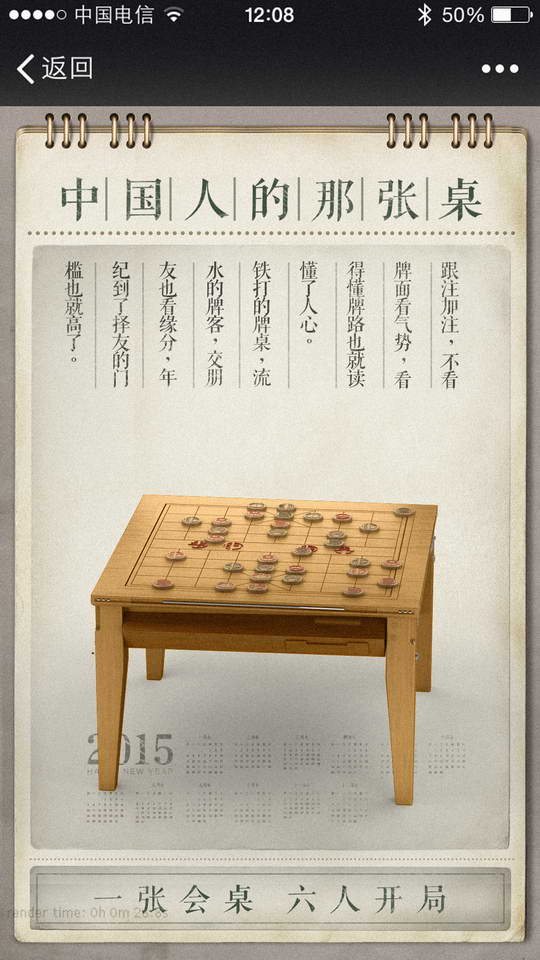 中国电信
12:08
50%
返回
中国人的那张桌
跟注加注，不看
牌面看气势，看
得懂牌路也就读
懂了人心。
铁打的牌桌，流
水的牌客，交朋
友也看缘分，年
纪到了择友的门
槛也就高了。
2015
NEW YEAR
一张会桌 六人开局
render time: 0h 0m